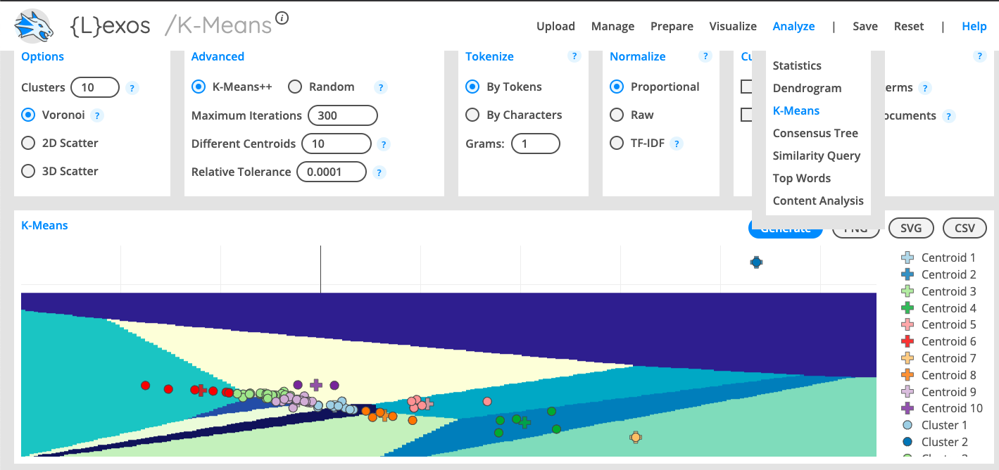 {L}exos /K-Means i
Upload Manage Prepare Visualize Analyze | Save Reset | Help
Options
Clusters 10 ?
Voronoi ?
2D Scatter
3D Scatter
Advanced
K-Means++ Random ?
Maximum Iterations 300
Different Centroids 10 ?
Relative Tolerance 0.0001 ?
Tokenize ?
By Tokens
By Characters
Grams: 1
Normalize ?
Proportional
Raw
TF-IDF ?
Cu
?
erms ?
ocuments ?
Statistics
Dendrogram
K-Means
Consensus Tree
Similarity Query
Top Words
Content Analysis
K-Means
Generate PNG SVG CSV
Centroid 1
Centroid 2
Centroid 3
Centroid 4
Centroid 5
Centroid 6
Centroid 7
Centroid 8
Centroid 9
Centroid 10
Cluster 1
Cluster 2